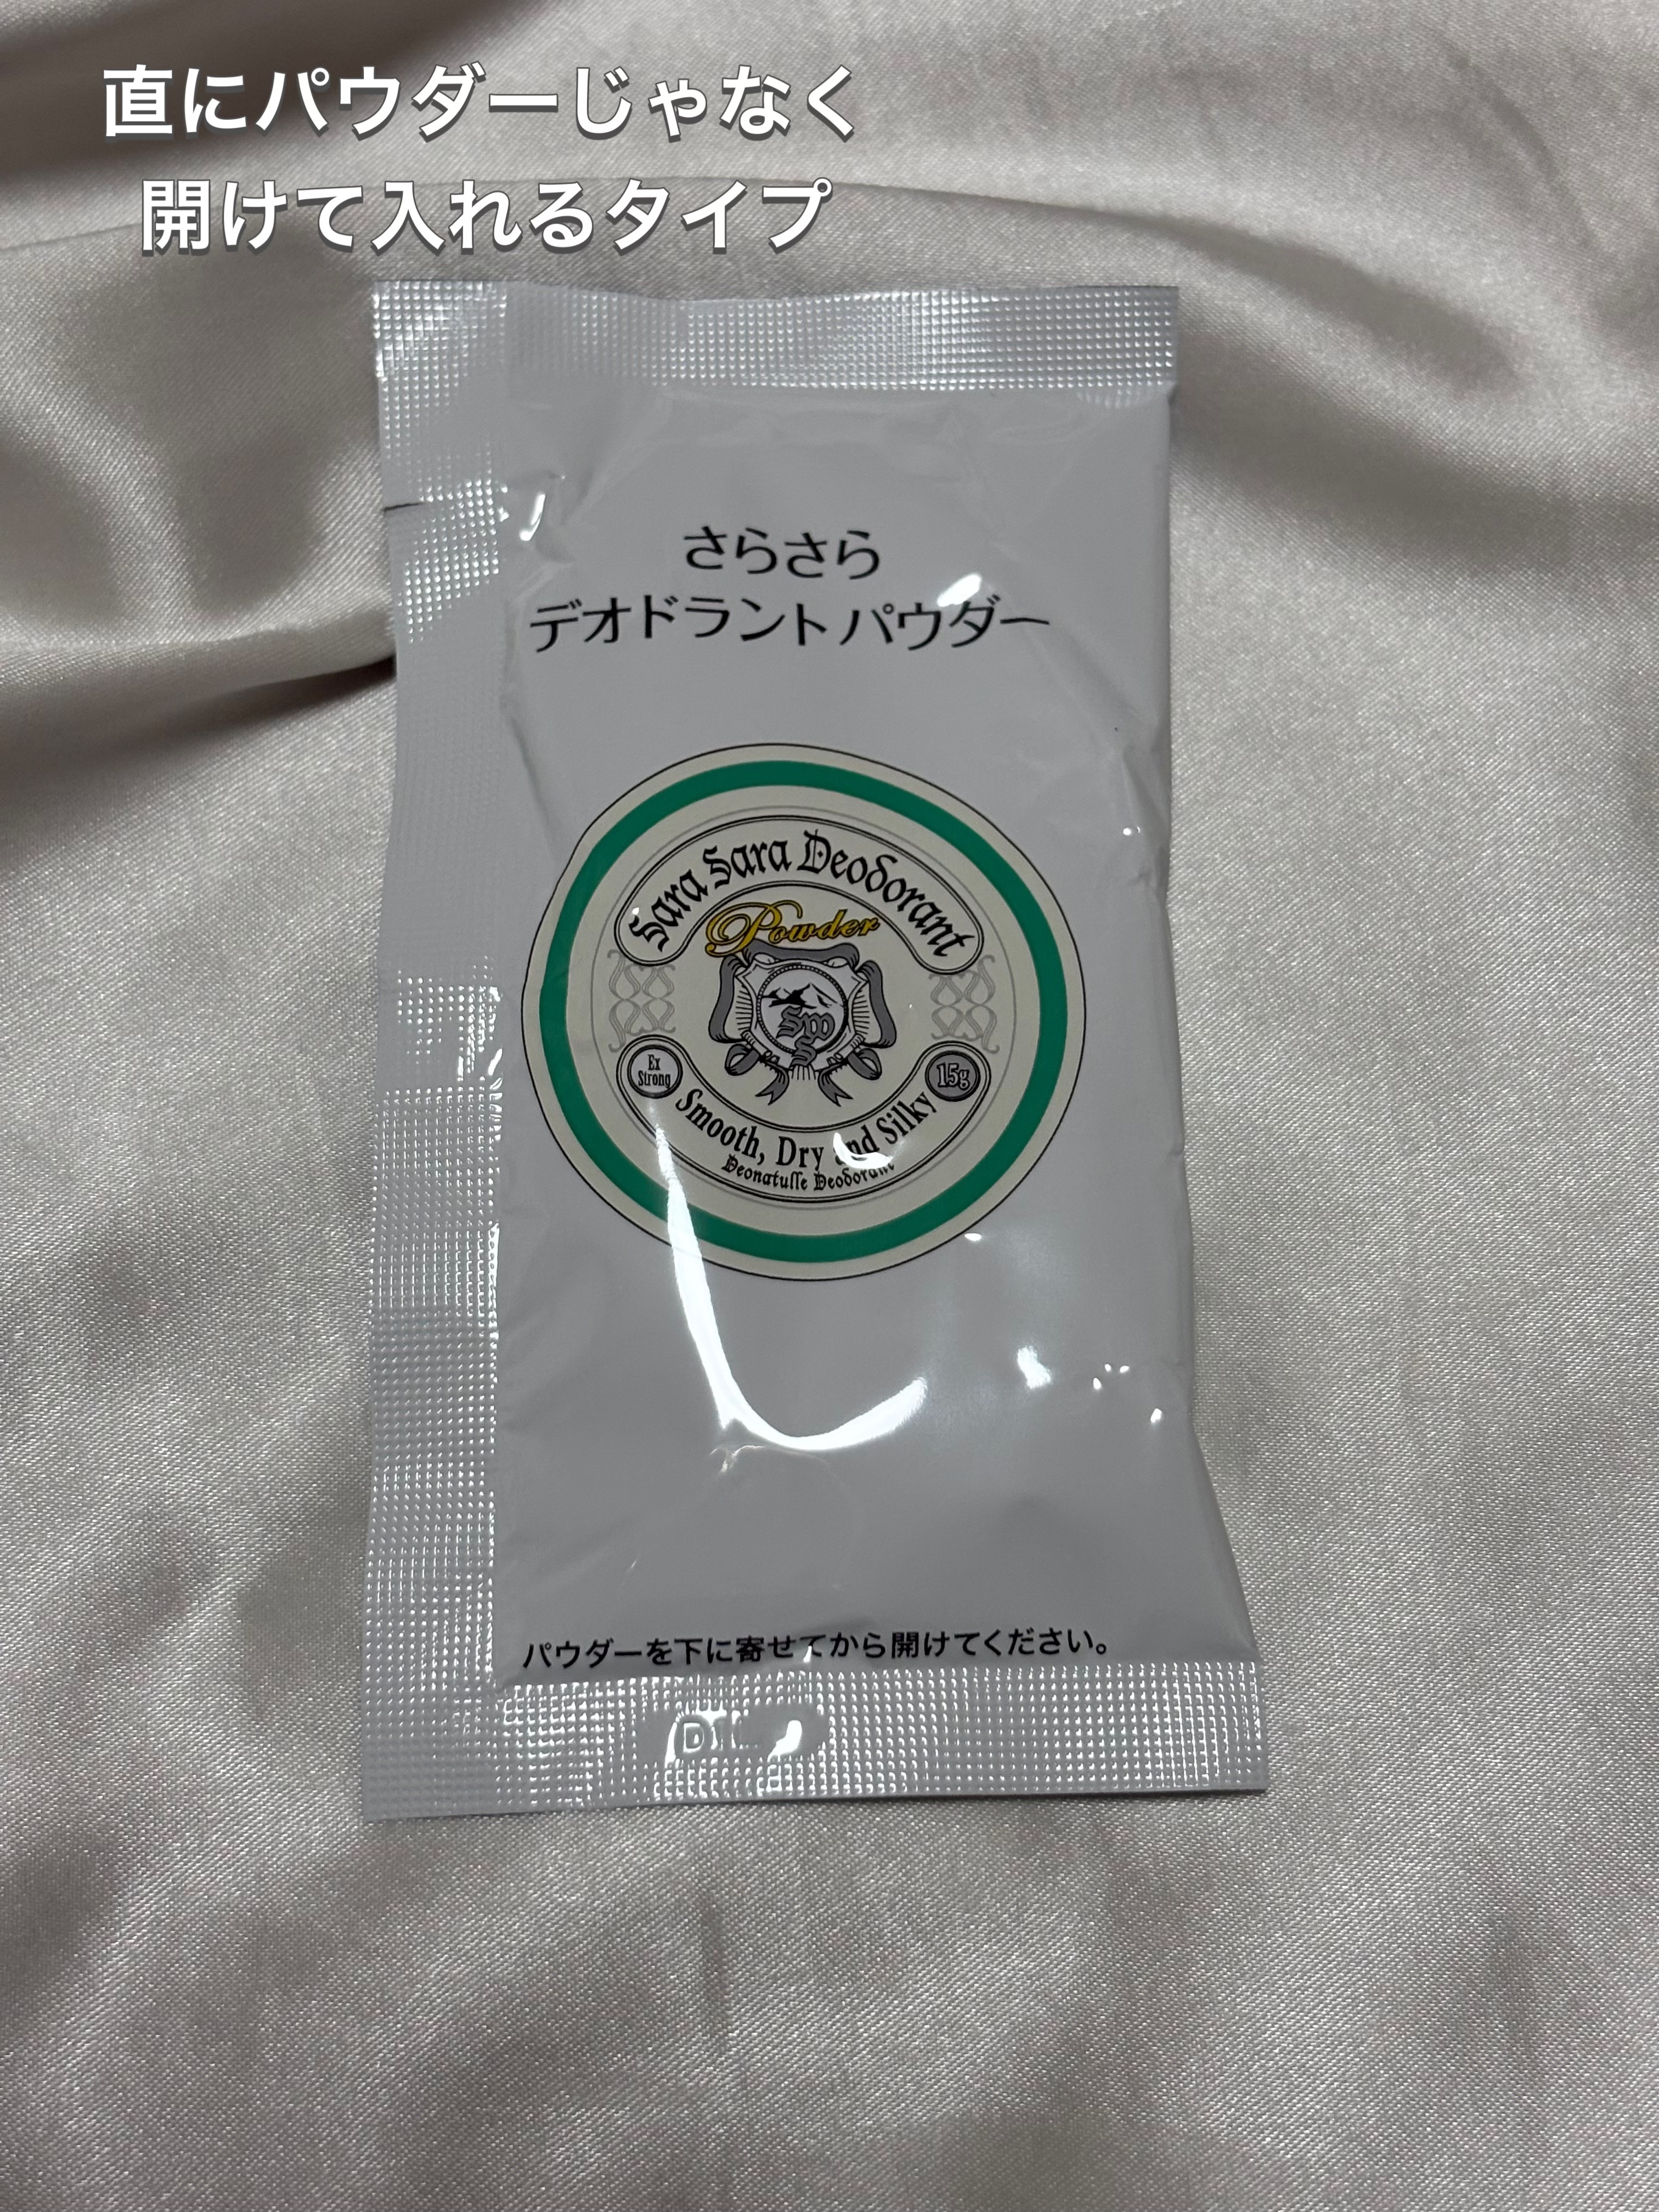 直にパウダーじゃなく
開けて入れるタイプ
さらさら
デオドラントパウダー
Sara Sara Deodorant
Powder
Ex
Strong
15g
Smooth, Dry and Silky
Deonatulle Deodorant
パウダーを下に寄せてから開けてください。